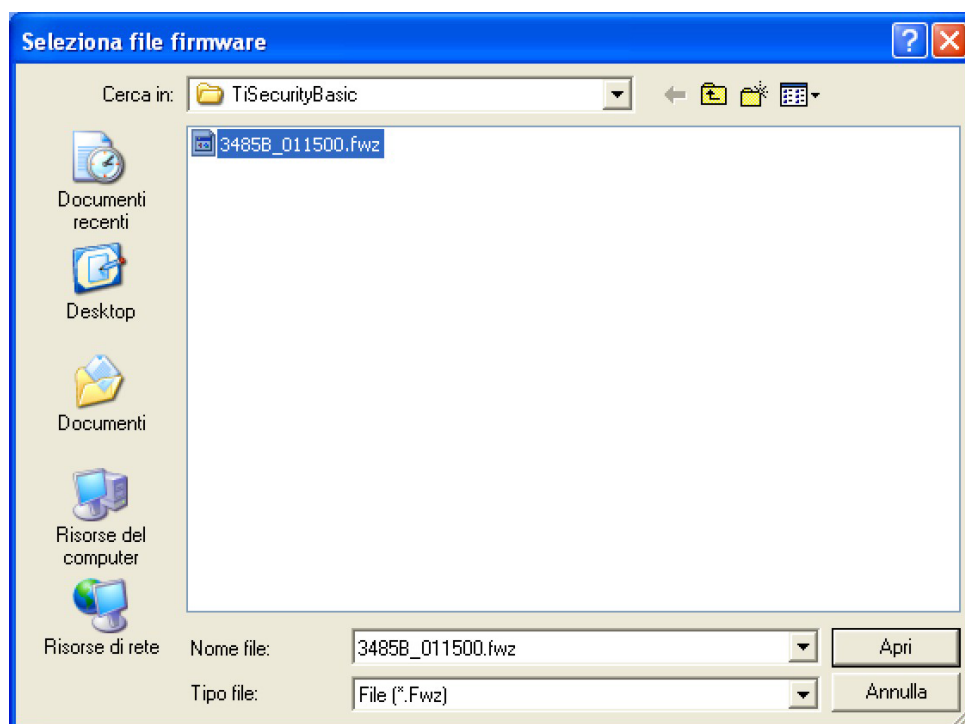 Seleziona file firmware
Cerca in: TiSecurityBasic
3485B_011500.fwz
Documenti
recenti
Desktop
Documenti
Risorse del
computer
Risorse di rete
Nome file: 3485B_011500.fwz Apri
Tipo file: File (*.Fwz) Annulla